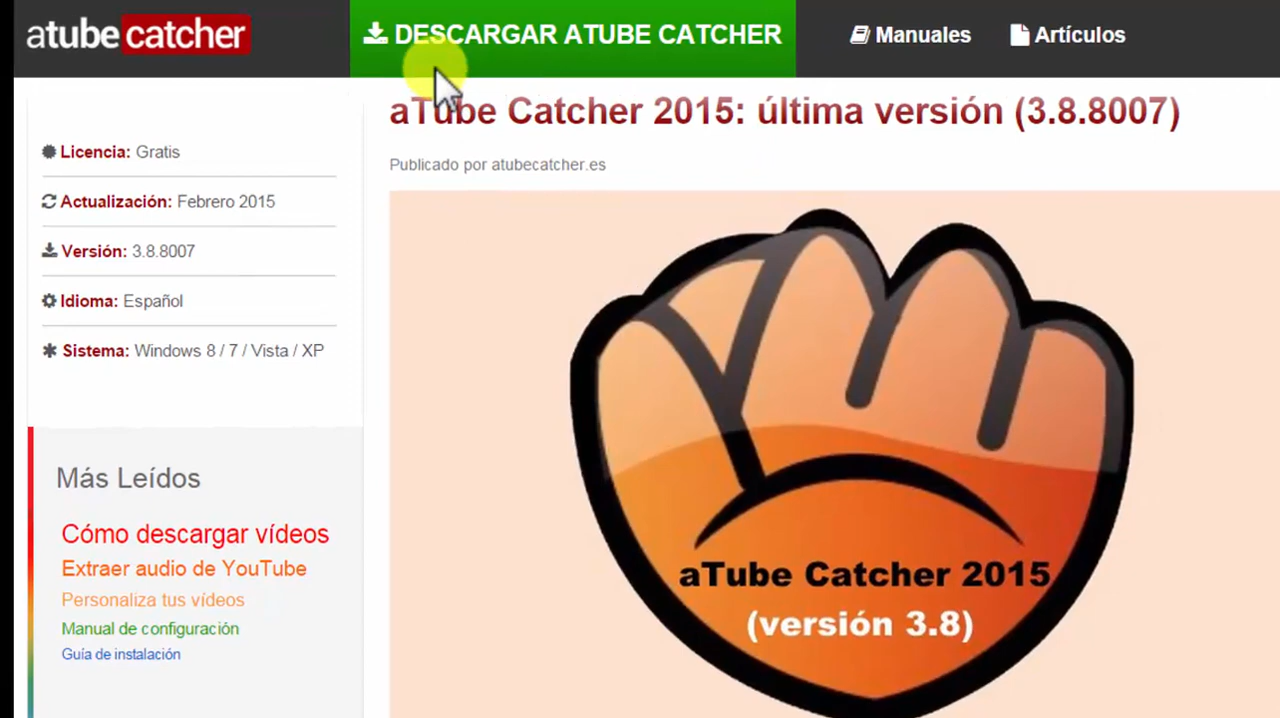 atube catcher
DESCARGAR ATUBE CATCHER
Manuales
Artículos
aTube Catcher 2015: última versión (3.8.8007)
Publicado por atubecatcher.es
Licencia: Gratis
Actualización: Febrero 2015
Versión: 3.8.8007
Idioma: Español
Sistema: Windows 8 / 7 / Vista / XP
Más Leídos
Cómo descargar vídeos
Extraer audio de YouTube
Personaliza tus vídeos
Manual de configuración
Guía de instalación
aTube Catcher 2015
(versión 3.8)